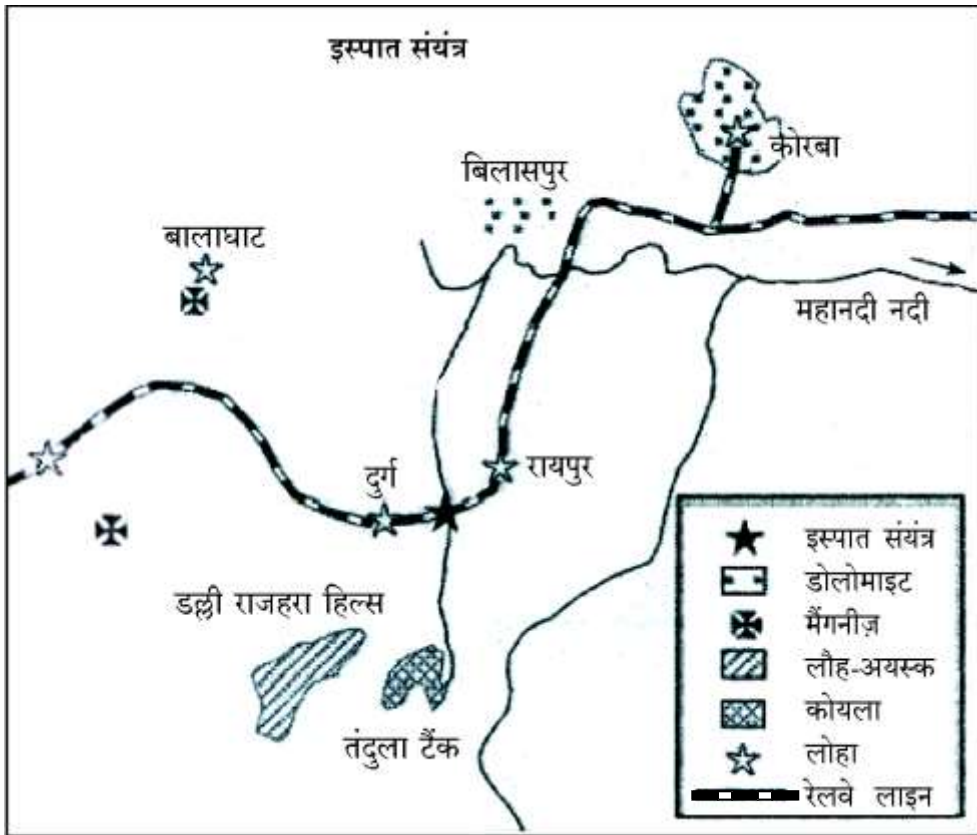 इस्पात संयंत्र
कोरबा
बिलासपुर
बालाघाट
महानदी नदी
रायपुर
दुर्ग
डल्ली राजहरा हिल्स
तंदुला टैंक
इस्पात संयंत्र
डोलोमाइट
मैंगनीज़
लौह-अयस्क
कोयला
लोहा
रेलवे लाइन